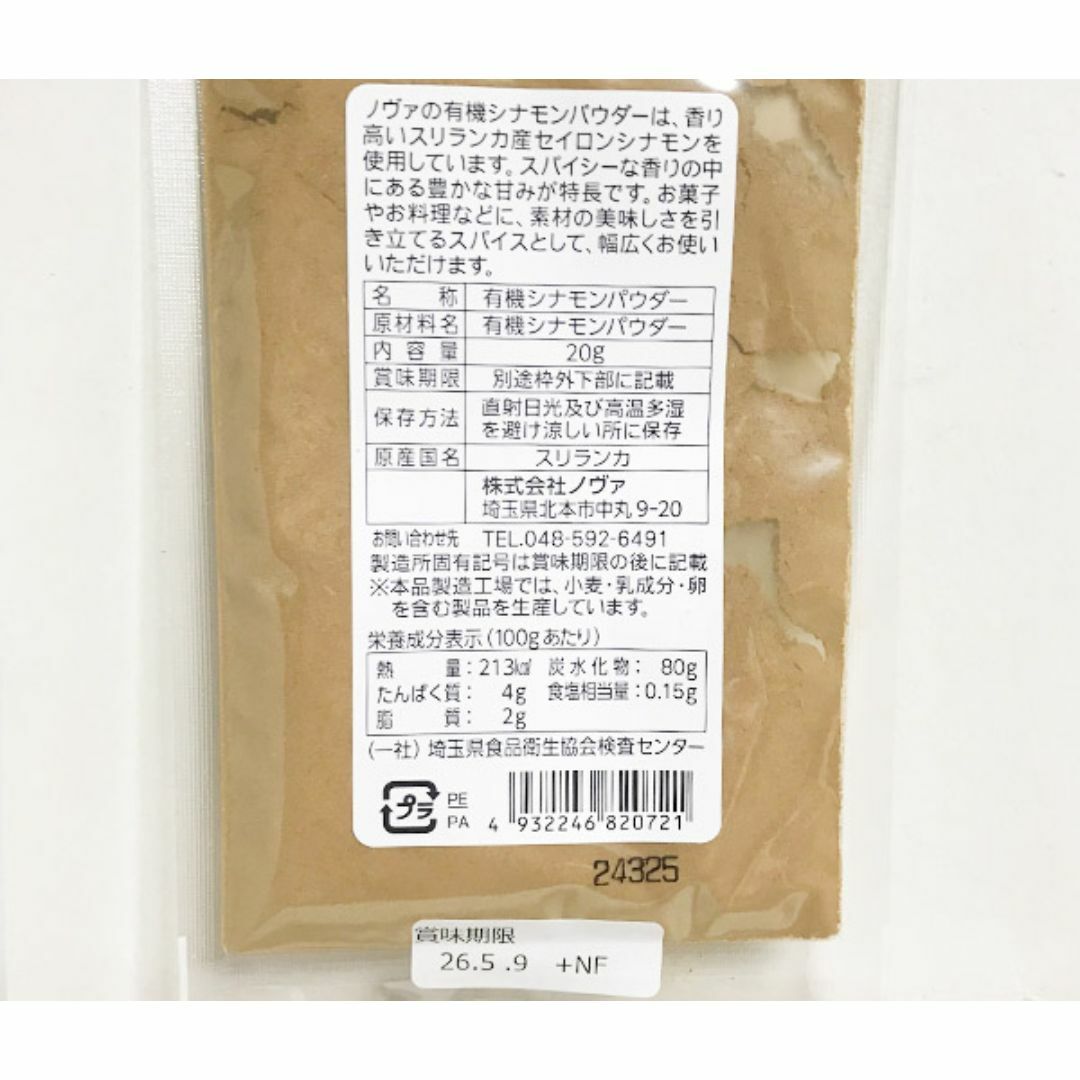 ノヴァの有機シナモンパウダーは、香り
高いスリランカ産セイロンシナモンを
使用しています。スパイシーな香りの中
にある豊かな甘みが特長です。お菓子
やお料理などに、素材の美味しさを引
き立てるスパイスとして、幅広くお使い
いただけます。
名称 有機シナモンパウダー
原材料名 有機シナモンパウダー
内容量 20g
賞味期限 別途枠外下部に記載
保存方法 直射日光及び高温多湿
を避け涼しい所に保存
原産国名 スリランカ
株式会社ノヴァ
埼玉県北本市中丸9-20
お問い合わせ先 TEL.048-592-6491
製造所固有記号は賞味期限の後に記載
※本品製造工場では、小麦・乳成分・卵
を含む製品を生産しています。
栄養成分表示(100gあたり)
熱量:213kcal 炭水化物: 80g
たんぱく質: 4g 食塩相当量:0.15g
脂質: 2g
(一社)埼玉県食品衛生協会検査センター
プラ PE
PA
4 932246 820721
24325
賞味期限
26.5 .9 +NF